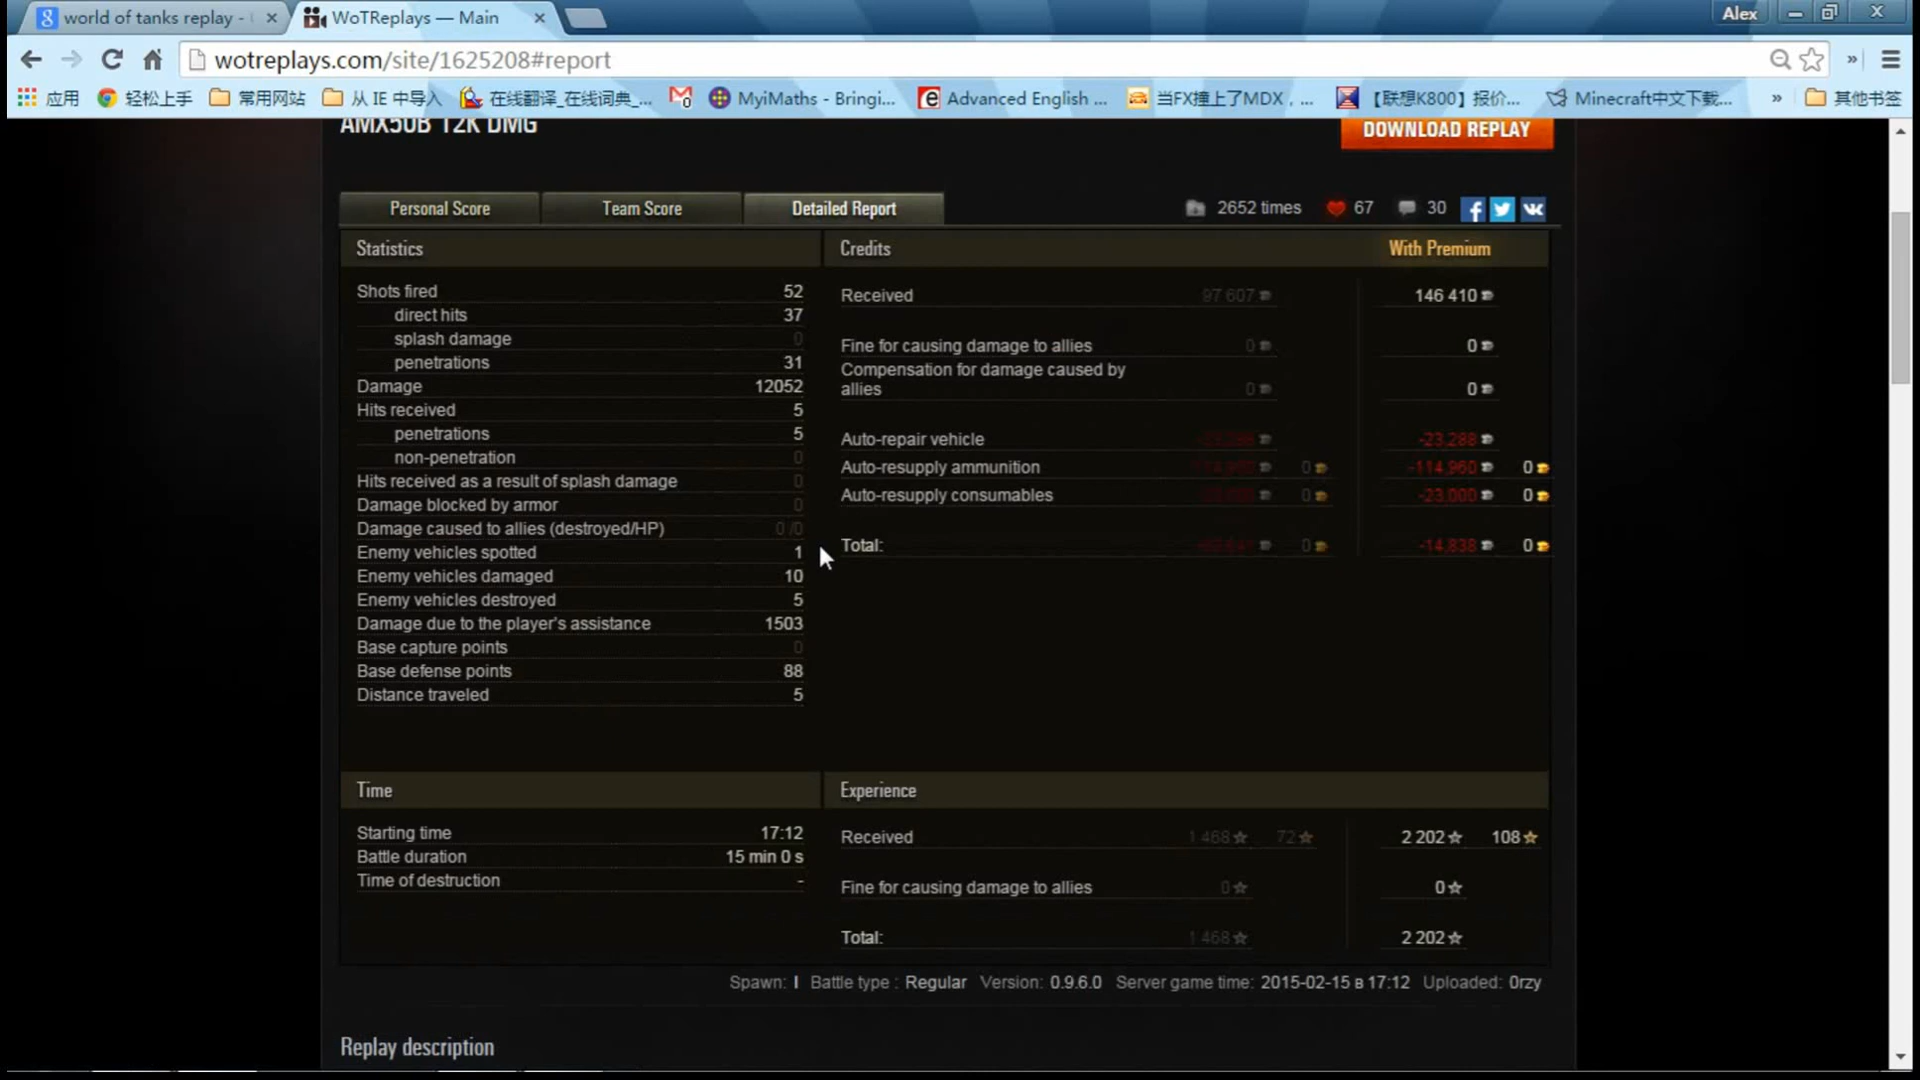 world of tanks replay -
WoTReplays — Main
Alex
wotreplays.com/site/1625208#report
应用 轻松上手 常用网站 从 IE 中导入 在线翻译_在线词典_... MyiMaths - Bringi... Advanced English ... 当FX撞上了MDX，... 【联想K800】报价_... Minecraft中文下载... » 其他书签
AMX50B 12K DMG
DOWNLOAD REPLAY
Personal Score Team Score Detailed Report 2652 times 67 30
Statistics
Shots fired 52
direct hits 37
splash damage 0
penetrations 31
Damage 12052
Hits received 5
penetrations 5
non-penetration 0
Hits received as a result of splash damage 0
Damage blocked by armor 0
Damage caused to allies (destroyed/HP) 0 /0
Enemy vehicles spotted 1
Enemy vehicles damaged 10
Enemy vehicles destroyed 5
Damage due to the player's assistance 1503
Base capture points 0
Base defense points 88
Distance traveled 5
Credits With Premium
Received 97 607 146 410
Fine for causing damage to allies 0 0
Compensation for damage caused by
allies 0 0
Auto-repair vehicle -23,288
Auto-resupply ammunition 0 -114,960 0
Auto-resupply consumables 0 -23,000 0
Total: 0 -14,838 0
Time
Starting time 17:12
Battle duration 15 min 0 s
Time of destruction -
Experience
Received 1 468 72 2 202 108
Fine for causing damage to allies 0 0
Total: 1 468 2 202
Spawn: I Battle type : Regular Version: 0.9.6.0 Server game time: 2015-02-15 в 17:12 Uploaded: 0rzy
Replay description